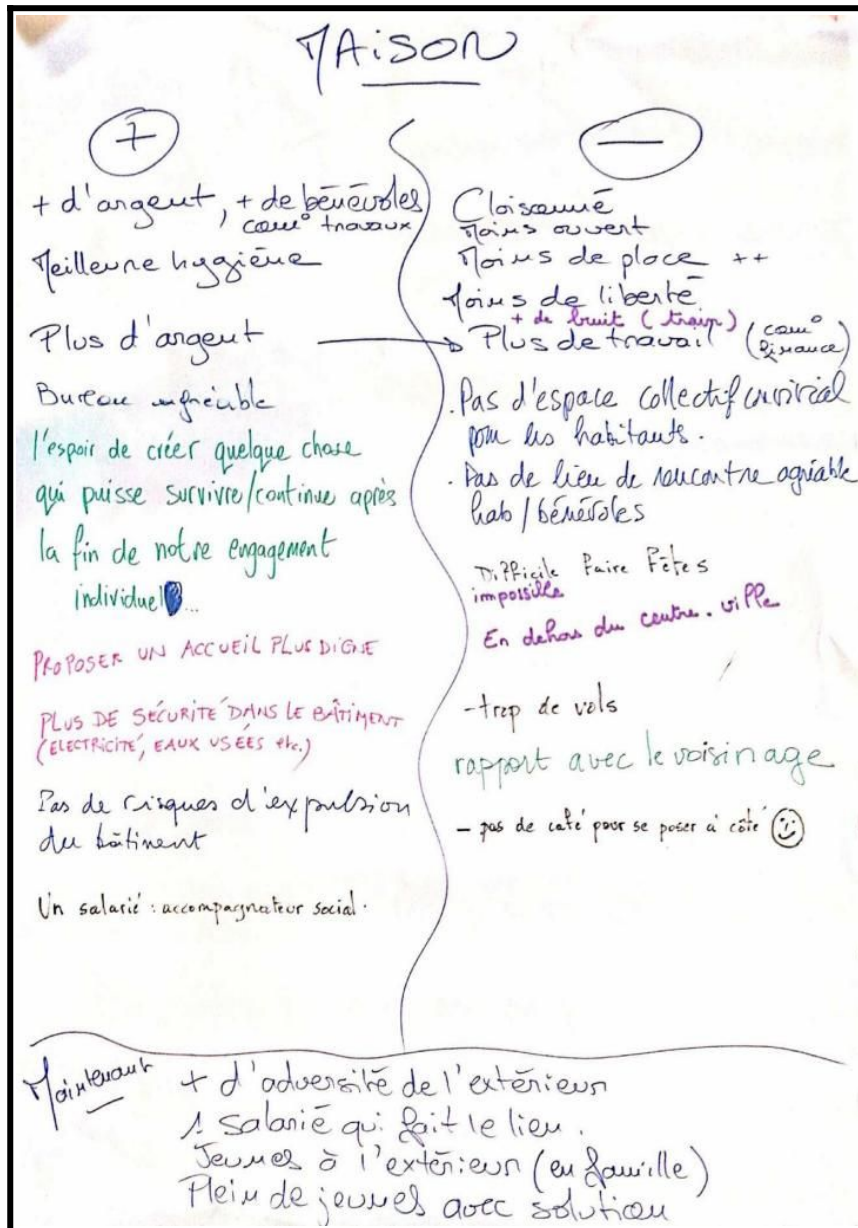 MAISON
+
+ d'argent, + de bénévoles
com° travaux
Meilleure hygiène
Plus d'argent
Bureau agréable
l'espoir de créer quelque chose
qui puisse survivre/continue après
la fin de notre engagement
individuel...
PROPOSER UN ACCUEIL PLUS DIGNE
PLUS DE SÉCURITÉ DANS LE BÂTIMENT
(ELECTRICITÉ, EAUX USÉES etc.)
Pas de risques d'expulsion
du bâtiment
Un salarié : accompagnateur social.
—
Cloisonné
Moins ouvert
Moins de place ++
Moins de liberté
+ de bruit (train)
Plus de travail (com°
finance)
. Pas d'espace collectif convivial
pour les habitants.
. Pas de lieu de rencontre agréable
hab/bénévoles
Difficile Faire Fêtes
impossible
En dehors du centre-ville
- trop de vols
rapport avec le voisinage
- pas de café pour se poser à côté
Maintenant
+ d'adversité de l'extérieur
1 salarié qui fait le lien.
Jeunes à l'extérieur (en famille)
Plein de jeunes avec solution